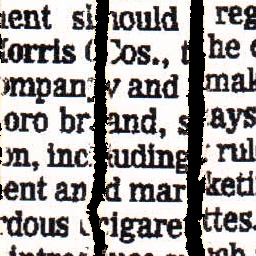 nent should reg
Morris Cos., the
ompany and mak
oro brand, says
on, including rul
ent and marketi
rdous cigarettes.